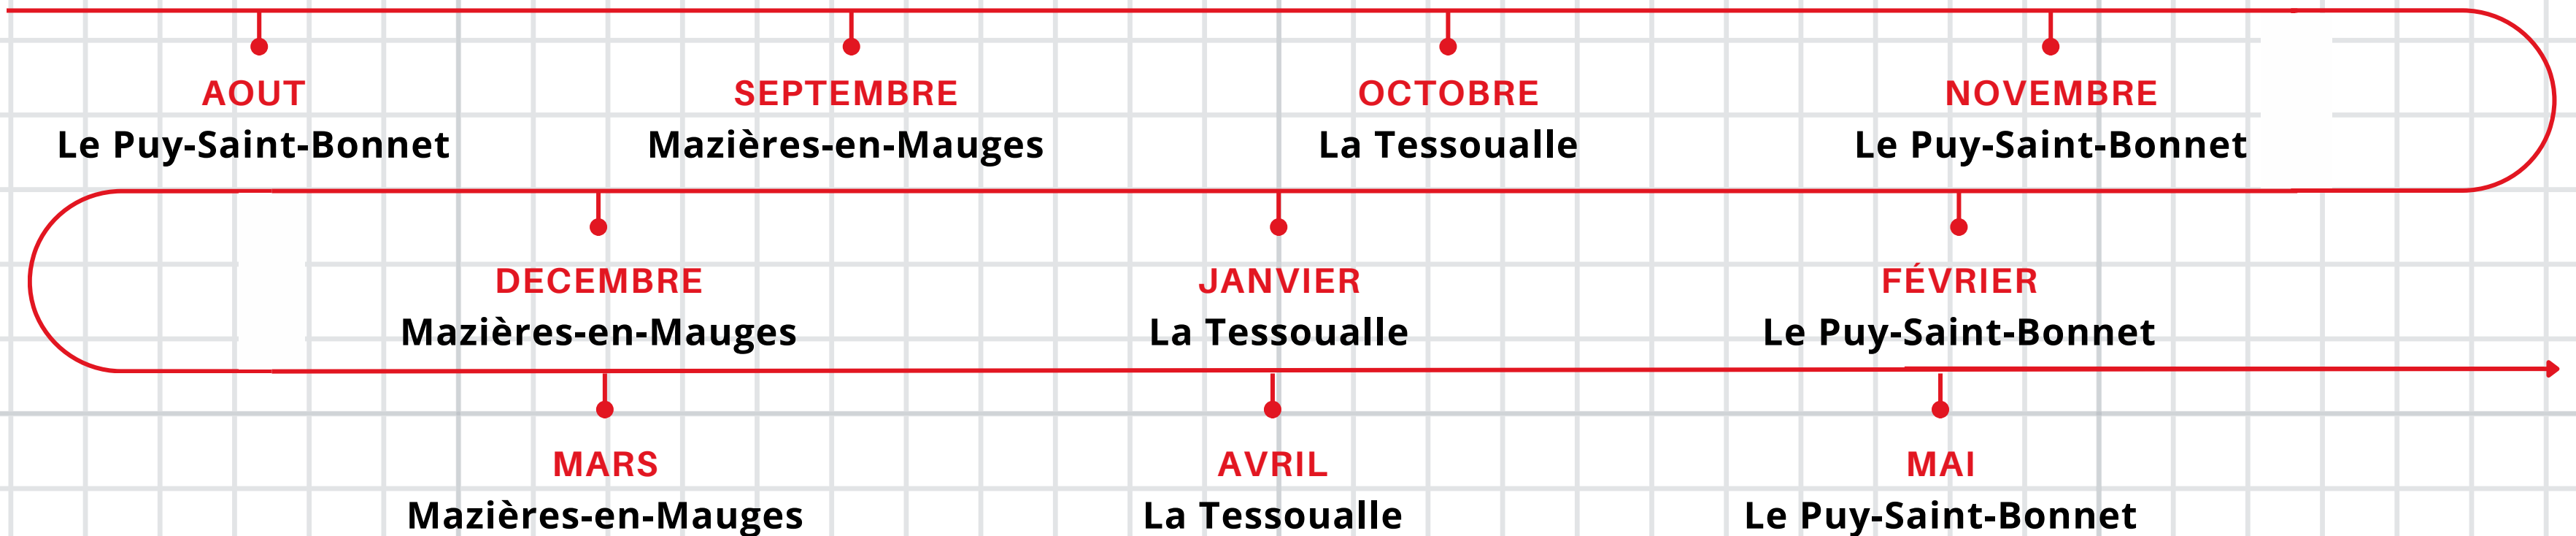 AOUT
Le Puy-Saint-Bonnet
SEPTEMBRE
Mazières-en-Mauges
OCTOBRE
La Tessoualle
NOVEMBRE
Le Puy-Saint-Bonnet
DECEMBRE
Mazières-en-Mauges
JANVIER
La Tessoualle
FÉVRIER
Le Puy-Saint-Bonnet
MARS
Mazières-en-Mauges
AVRIL
La Tessoualle
MAI
Le Puy-Saint-Bonnet